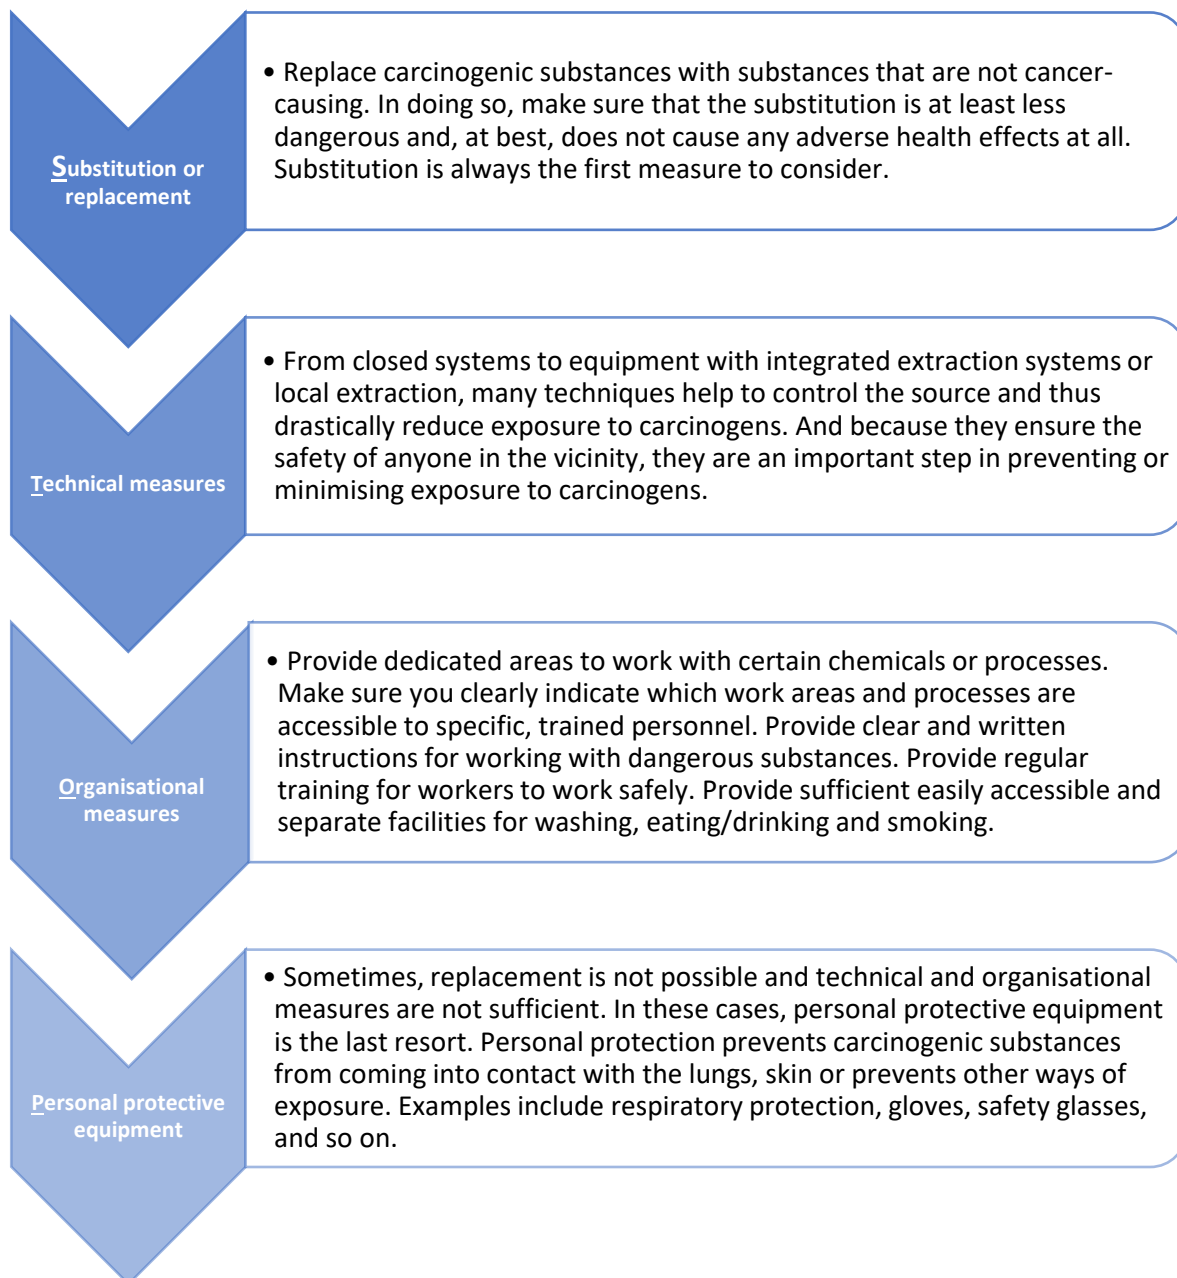 Substitution or
replacement
• Replace carcinogenic substances with substances that are not cancer-
causing. In doing so, make sure that the substitution is at least less
dangerous and, at best, does not cause any adverse health effects at all.
Substitution is always the first measure to consider.
Technical measures
• From closed systems to equipment with integrated extraction systems or
local extraction, many techniques help to control the source and thus
drastically reduce exposure to carcinogens. And because they ensure the
safety of anyone in the vicinity, they are an important step in preventing or
minimising exposure to carcinogens.
Organisational
measures
• Provide dedicated areas to work with certain chemicals or processes.
Make sure you clearly indicate which work areas and processes are
accessible to specific, trained personnel. Provide clear and written
instructions for working with dangerous substances. Provide regular
training for workers to work safely. Provide sufficient easily accessible and
separate facilities for washing, eating/drinking and smoking.
Personal protective
equipment
• Sometimes, replacement is not possible and technical and organisational
measures are not sufficient. In these cases, personal protective equipment
is the last resort. Personal protection prevents carcinogenic substances
from coming into contact with the lungs, skin or prevents other ways of
exposure. Examples include respiratory protection, gloves, safety glasses,
and so on.